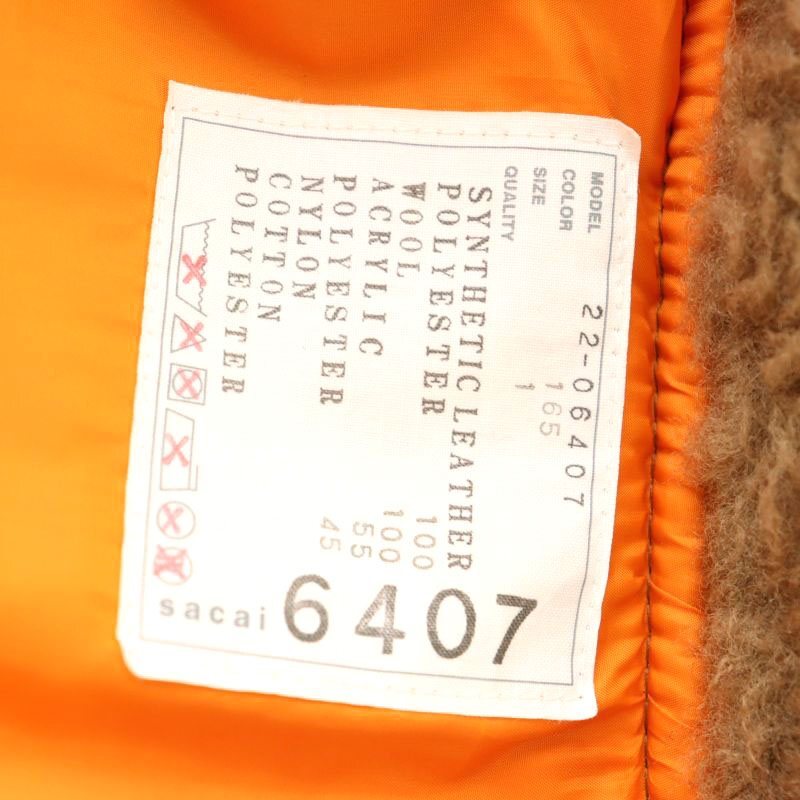 MODEL 22-06407
COLOR 165
SIZE 1
QUALITY
SYNTHETIC LEATHER
POLYESTER 100
WOOL 100
ACRYLIC 55
POLYESTER 45
NYLON
COTTON
POLYESTER
sacai 6407